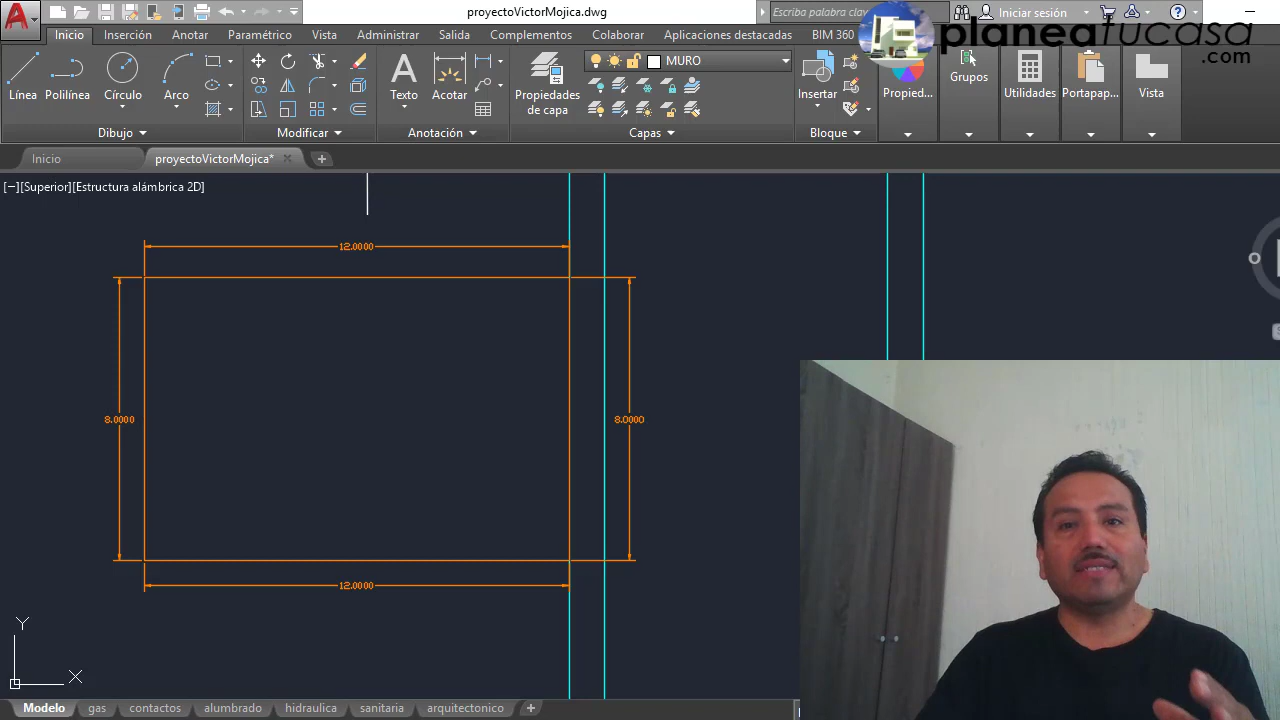 proyectoVictorMojica.dwg
Escriba palabra clav
Iniciar sesión
planeatucasa
.com
Inicio Inserción Anotar Paramétrico Vista Administrar Salida Complementos Colaborar Aplicaciones destacadas BIM 360
MURO
Línea Polilínea Círculo Arco
Texto Acotar
Propiedades
de capa
Insertar
Propied...
Grupos
Utilidades
Portapap...
Vista
Dibujo Modificar Anotación Capas Bloque
Inicio proyectoVictorMojica*
[−][Superior][Estructura alámbrica 2D]
12.0000
O
8.0000 8.0000
12.0000
Y
X
Modelo gas contactos alumbrado hidraulica sanitaria arquitectonico